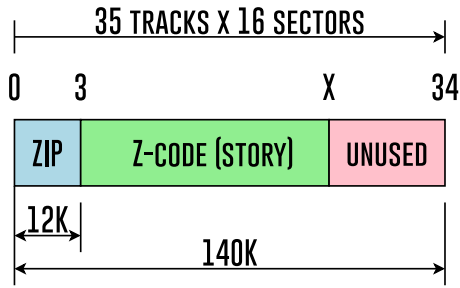 35 TRACKS X 16 SECTORS
0 3 X 34
ZIP Z-CODE (STORY) UNUSED
12K
140K